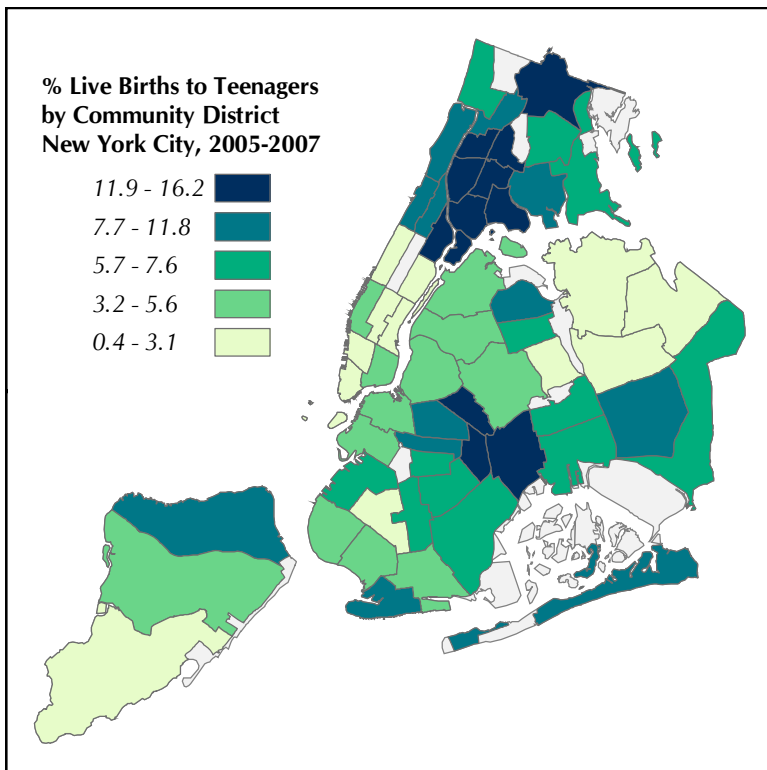 % Live Births to Teenagers
by Community District
New York City, 2005-2007
11.9 - 16.2
7.7 - 11.8
5.7 - 7.6
3.2 - 5.6
0.4 - 3.1